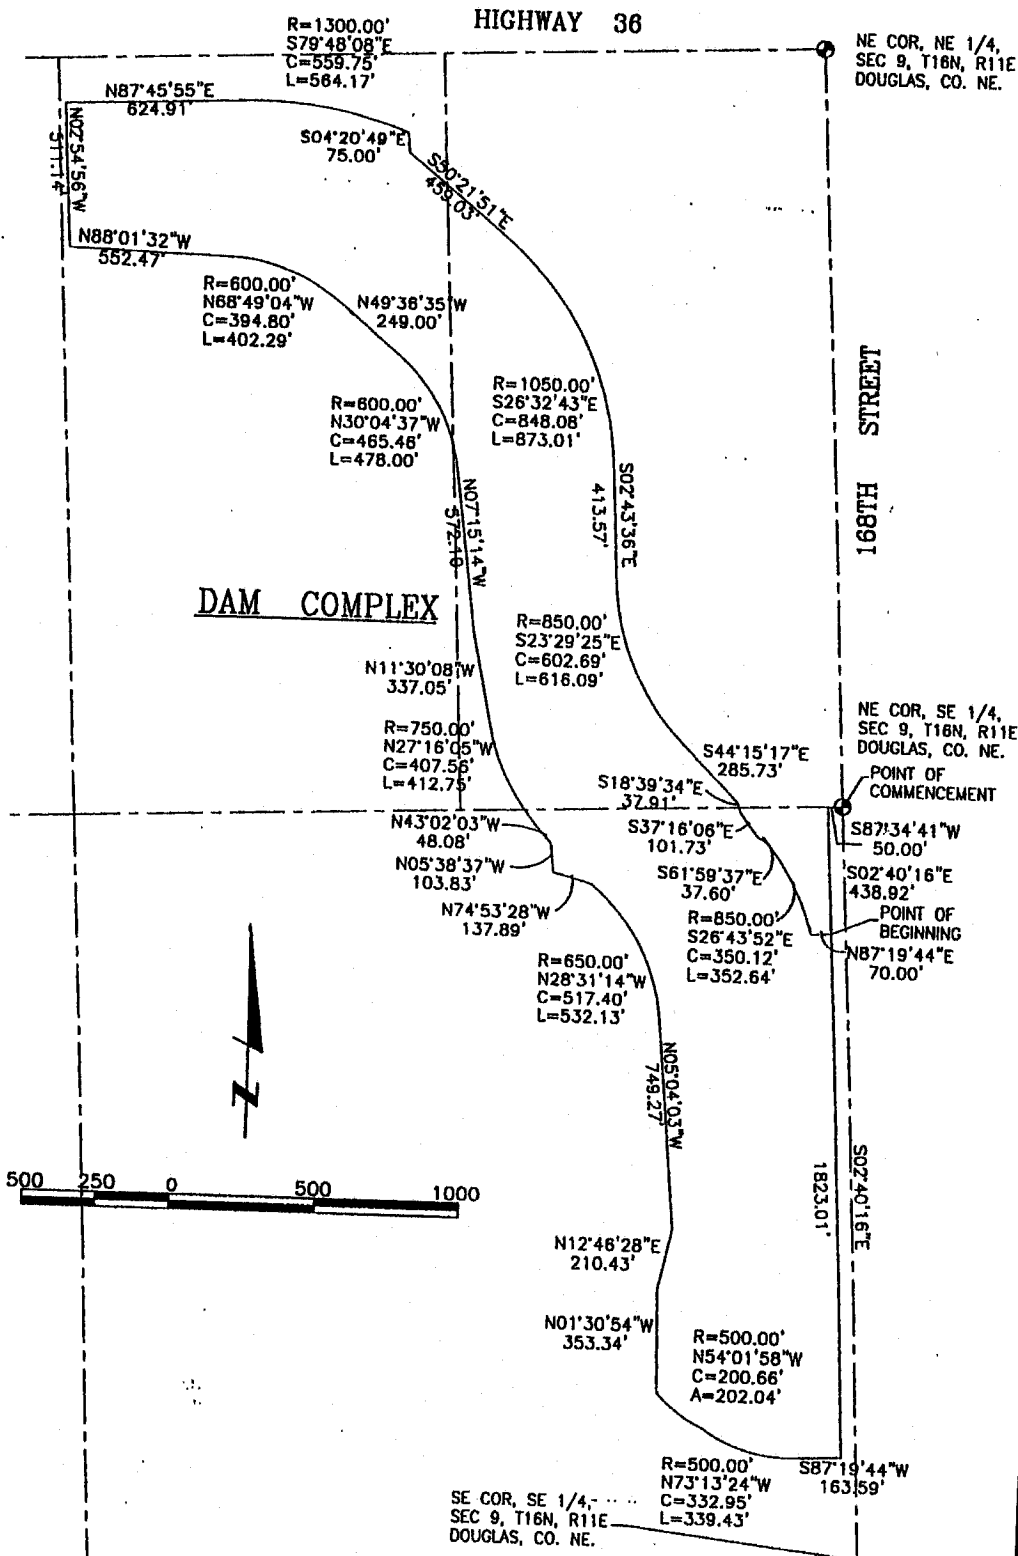 HIGHWAY 36
R=1300.00'
S79°48'08"E
C=559.75'
L=564.17'
NE COR, NE 1/4,
SEC 9, T16N, R11E
DOUGLAS, CO. NE.
N87°45'55"E
624.91'
S04°20'49"E
75.00'
N02°54'56"W
511.14'
S50°21'51"E
459.03'
N88°01'32"W
552.47'
R=600.00'
N68°49'04"W
C=394.80'
L=402.29'
N49°36'35"W
249.00'
R=1050.00'
S26°32'43"E
C=848.08'
L=873.01'
168TH STREET
R=600.00'
N30°04'37"W
C=465.46'
L=478.00'
N07°15'14"W
572.10
S02°43'36"E
413.57'
DAM COMPLEX
R=850.00'
S23°29'25"E
C=602.69'
L=616.09'
N11°30'08"W
337.05'
R=750.00'
N27°16'05"W
C=407.56'
L=412.75'
NE COR, SE 1/4,
SEC 9, T16N, R11E
DOUGLAS, CO. NE.
POINT OF
COMMENCEMENT
S44°15'17"E
285.73'
S18°39'34"E
37.91'
N43°02'03"W
48.08'
S37°16'06"E
101.73'
S87°34'41"W
50.00'
N05°38'37"W
103.83'
S61°59'37"E
37.60'
S02°40'16"E
438.92'
N74°53'28"W
137.89'
R=850.00'
S26°43'52"E
C=350.12'
L=352.64'
POINT OF
BEGINNING
N87°19'44"E
70.00'
R=650.00'
N28°31'14"W
C=517.40'
L=532.13'
N05°04'03"W
749.27'
N
500 250 0 500 1000
1823.01'
S02°40'16"E
N12°46'28"E
210.43'
N01°30'54"W
353.34'
R=500.00'
N54°01'58"W
C=200.66'
A=202.04'
R=500.00'
N73°13'24"W
C=332.95'
L=339.43'
S87°19'44"W
163.59'
SE COR, SE 1/4,
SEC 9, T16N, R11E
DOUGLAS, CO. NE.